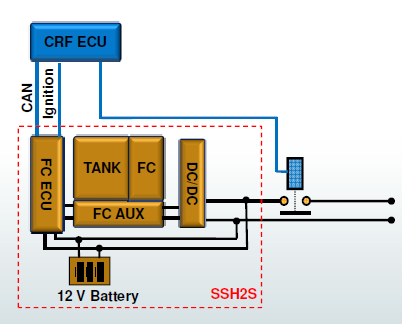 CRF ECU
CAN
Ignition
FC ECU
TANK
FC
DC/DC
FC AUX
12 V Battery
SSH2S